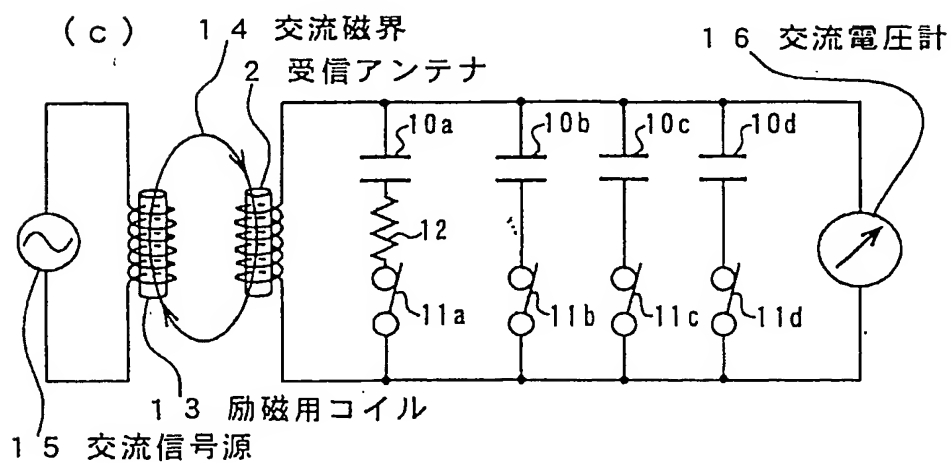 (c)
14 交流磁界
16 交流電圧計
2 受信アンテナ
10a
10b
10c
10d
12
11a
11b
11c
11d
13 励磁用コイル
15 交流信号源